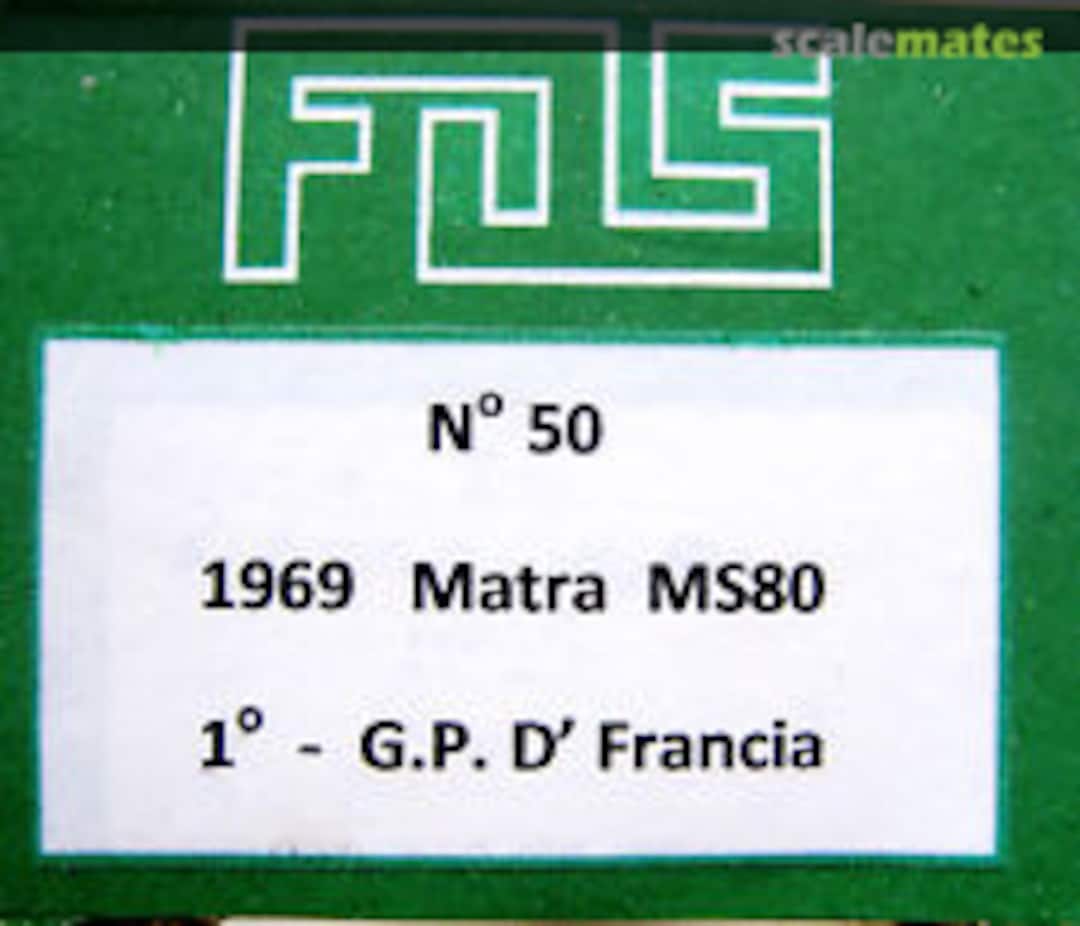 scalemates
FDS
N° 50
1969 Matra MS80
1° - G.P. D’ Francia